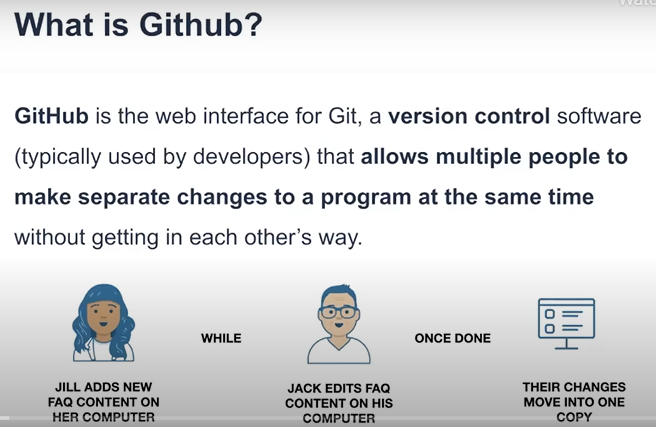 What is Github?
GitHub is the web interface for Git, a version control software
(typically used by developers) that allows multiple people to
make separate changes to a program at the same time
without getting in each other’s way.
WHILE
ONCE DONE
JILL ADDS NEW
FAQ CONTENT ON
HER COMPUTER
JACK EDITS FAQ
CONTENT ON HIS
COMPUTER
THEIR CHANGES
MOVE INTO ONE
COPY